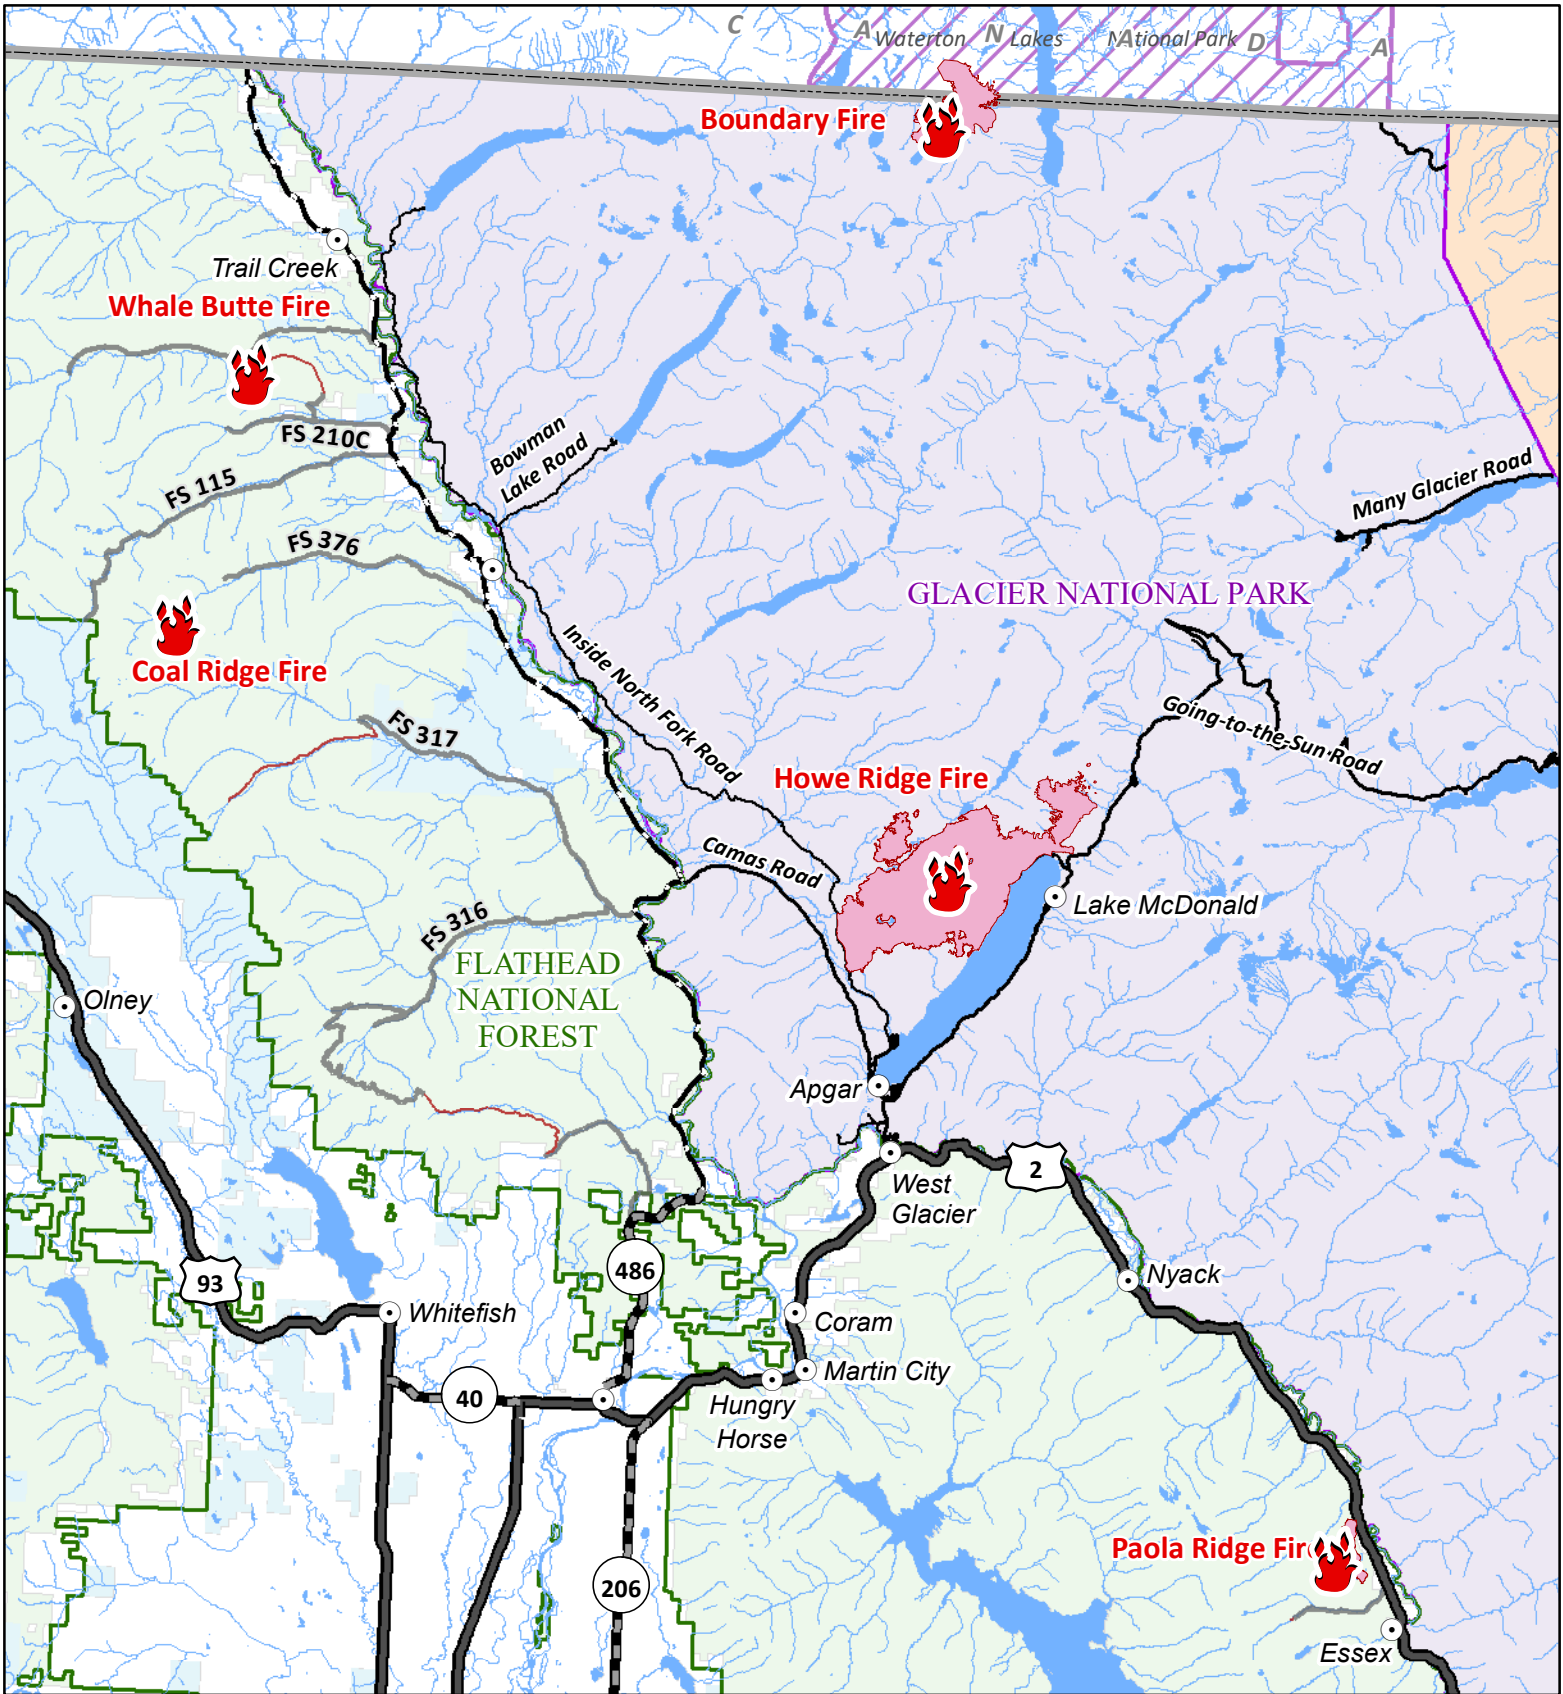 C A N A D A
Waterton Lakes National Park
Boundary Fire
Trail Creek
Whale Butte Fire
FS 210C
Bowman
Lake Road
FS 115
Many Glacier Road
FS 376
GLACIER NATIONAL PARK
Coal Ridge Fire
Inside North Fork Road
FS 317
Going-to-the-Sun Road
Howe Ridge Fire
Camas Road
Lake McDonald
FS 316
FLATHEAD
NATIONAL
FOREST
Olney
Apgar
2
West
Glacier
486
Nyack
93
Whitefish
Coram
Martin City
40
Hungry
Horse
Paola Ridge Fire
206
Essex